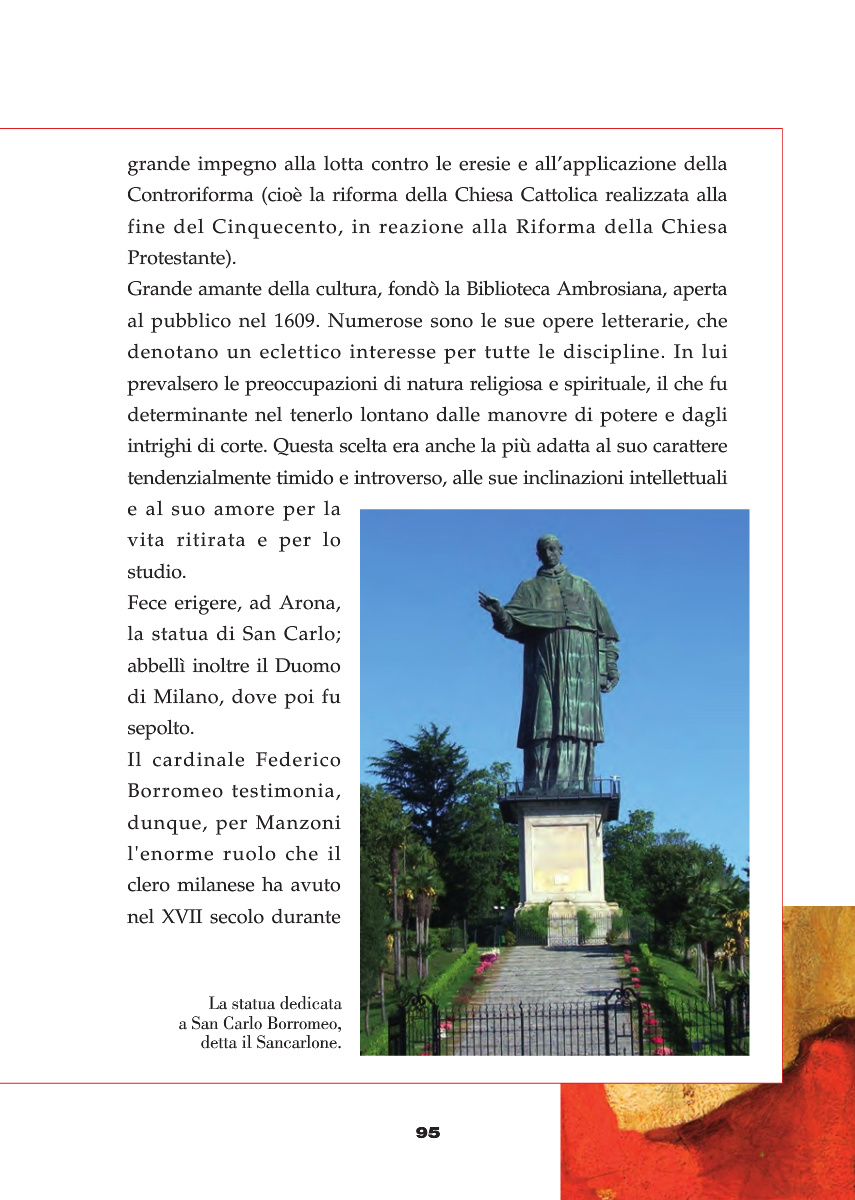 grande impegno alla lotta contro le eresie e all’applicazione della
Controriforma (cioè la riforma della Chiesa Cattolica realizzata alla
fine del Cinquecento, in reazione alla Riforma della Chiesa
Protestante).
Grande amante della cultura, fondò la Biblioteca Ambrosiana, aperta
al pubblico nel 1609. Numerose sono le sue opere letterarie, che
denotano un eclettico interesse per tutte le discipline. In lui
prevalsero le preoccupazioni di natura religiosa e spirituale, il che fu
determinante nel tenerlo lontano dalle manovre di potere e dagli
intrighi di corte. Questa scelta era anche la più adatta al suo carattere
tendenzialmente timido e introverso, alle sue inclinazioni intellettuali
e al suo amore per la
vita ritirata e per lo
studio.
Fece erigere, ad Arona,
la statua di San Carlo;
abbellì inoltre il Duomo
di Milano, dove poi fu
sepolto.
Il cardinale Federico
Borromeo testimonia,
dunque, per Manzoni
l'enorme ruolo che il
clero milanese ha avuto
nel XVII secolo durante
La statua dedicata
a San Carlo Borromeo,
detta il Sancarlone.
95